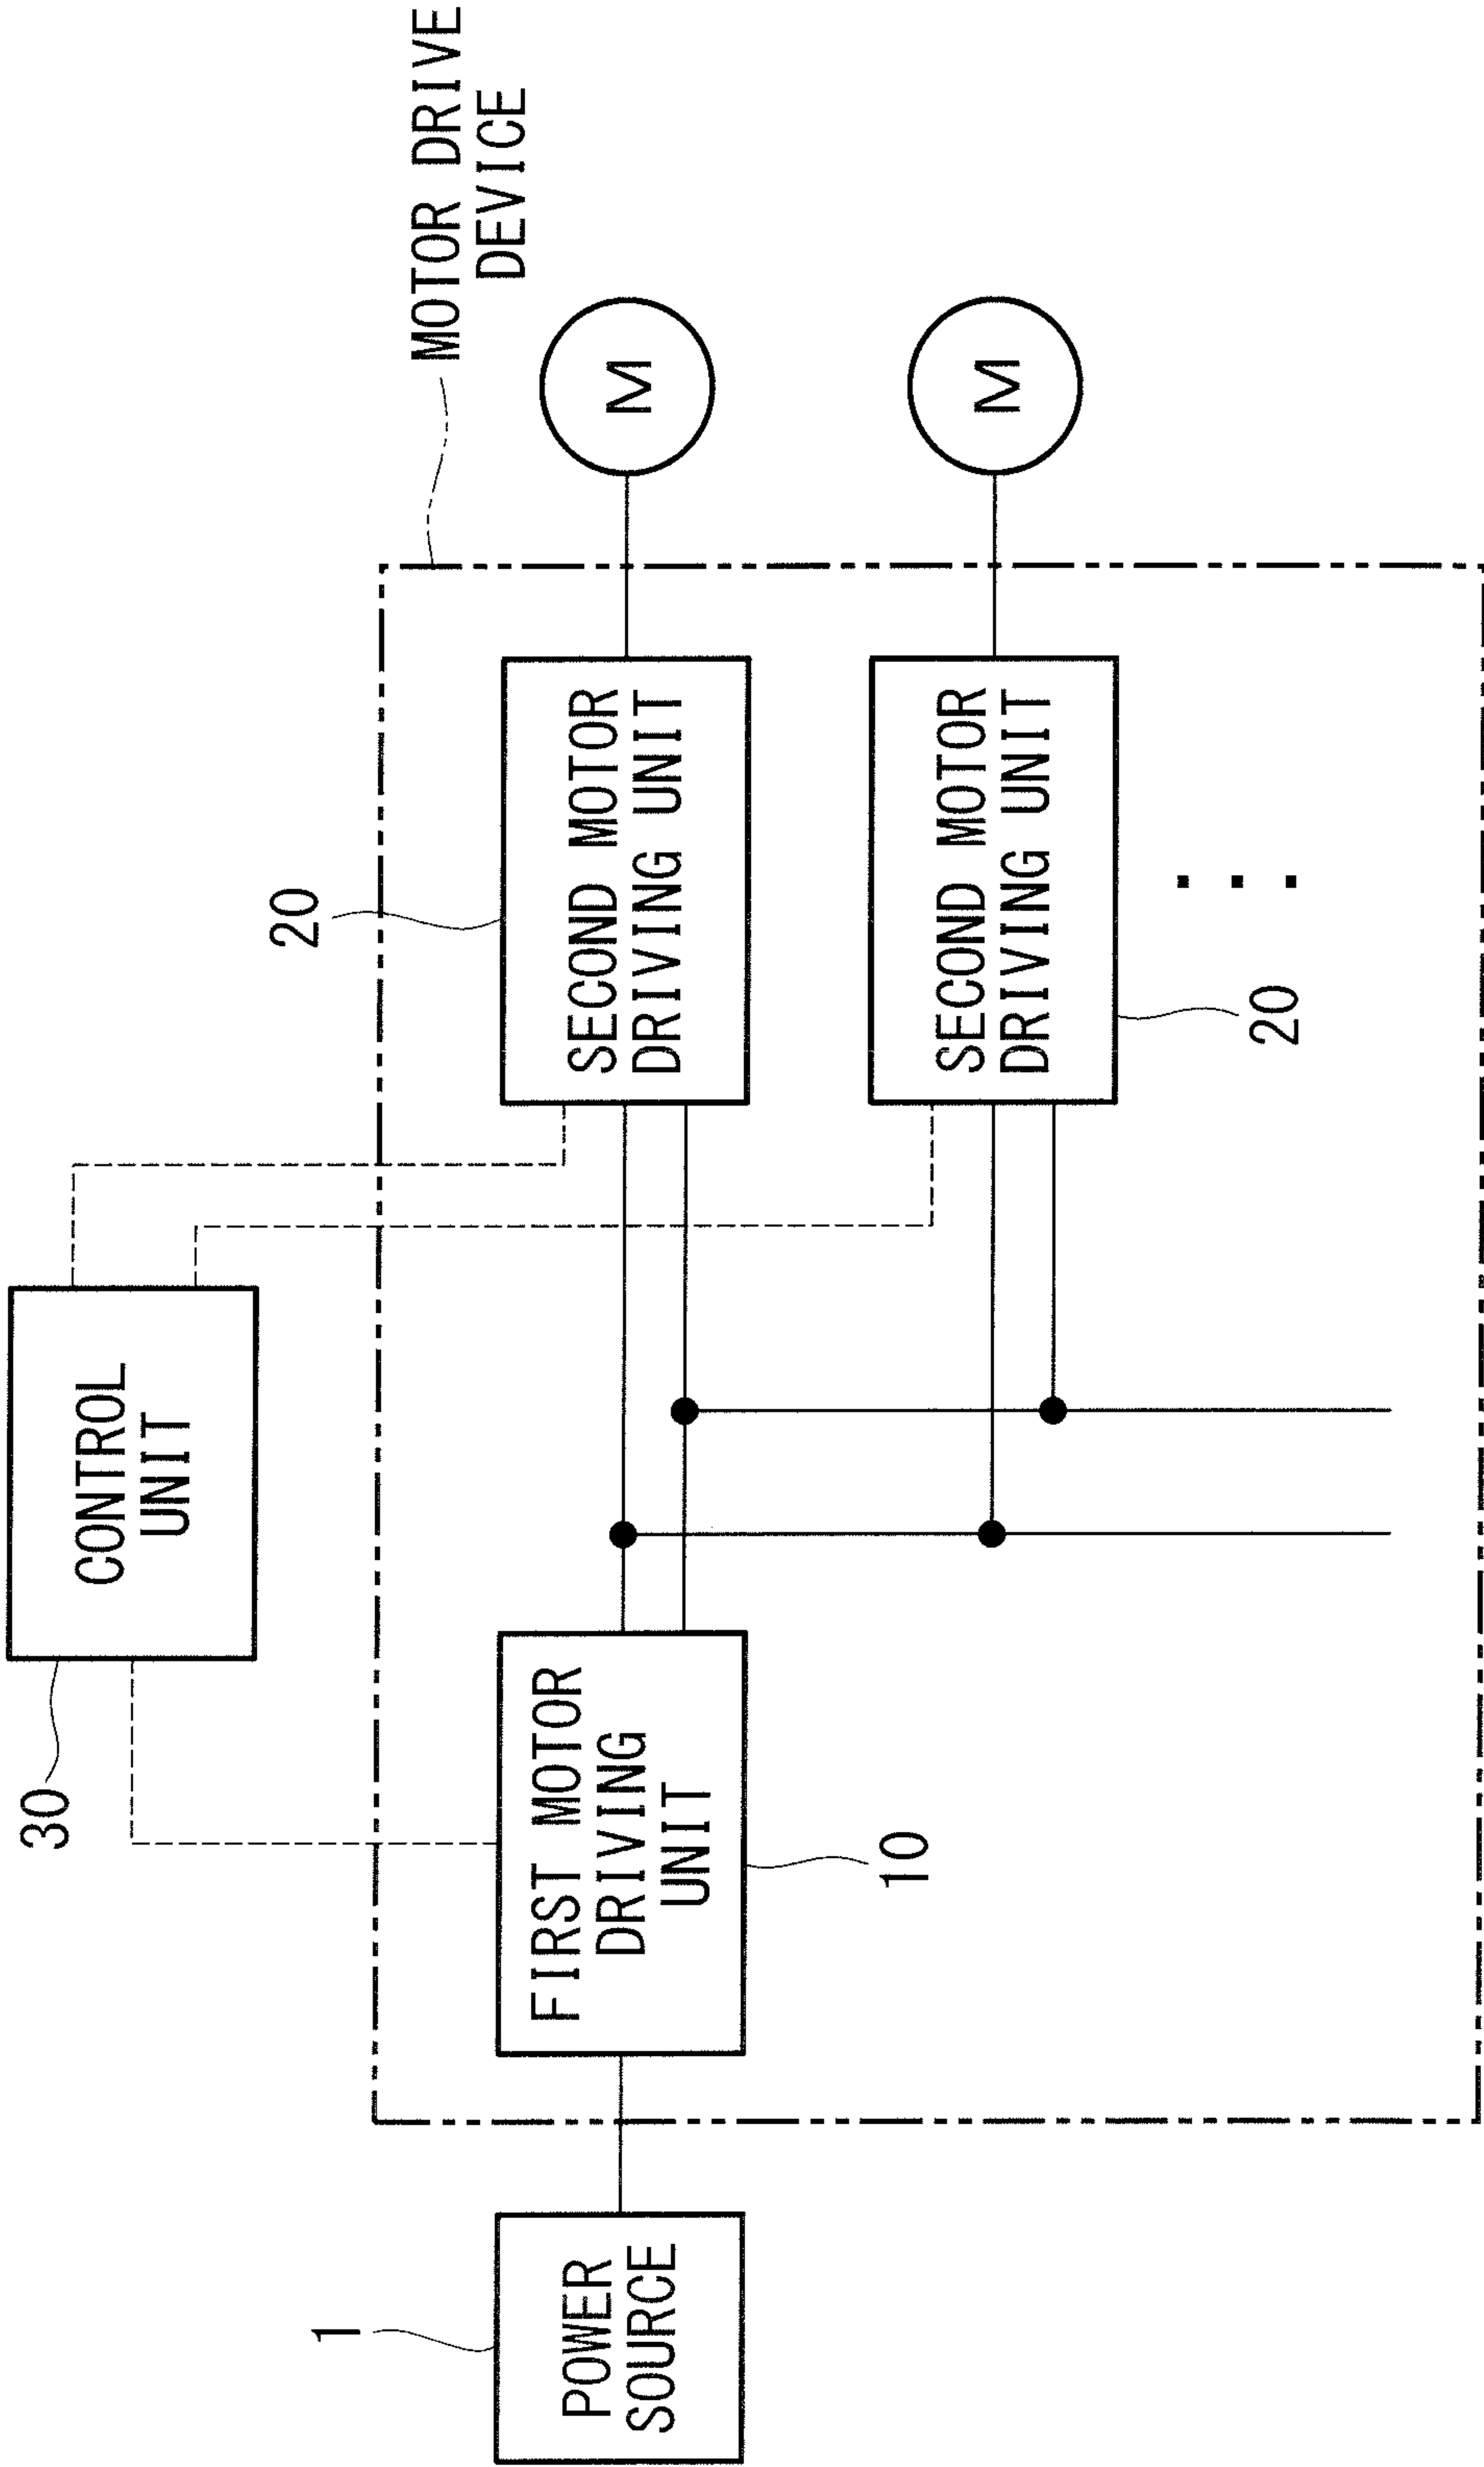 MOTOR DRIVE
DEVICE
30
CONTROL
UNIT
20
1
POWER
SOURCE
FIRST MOTOR
DRIVING
UNIT
10
SECOND MOTOR
DRIVING UNIT
M
SECOND MOTOR
DRIVING UNIT
20
M